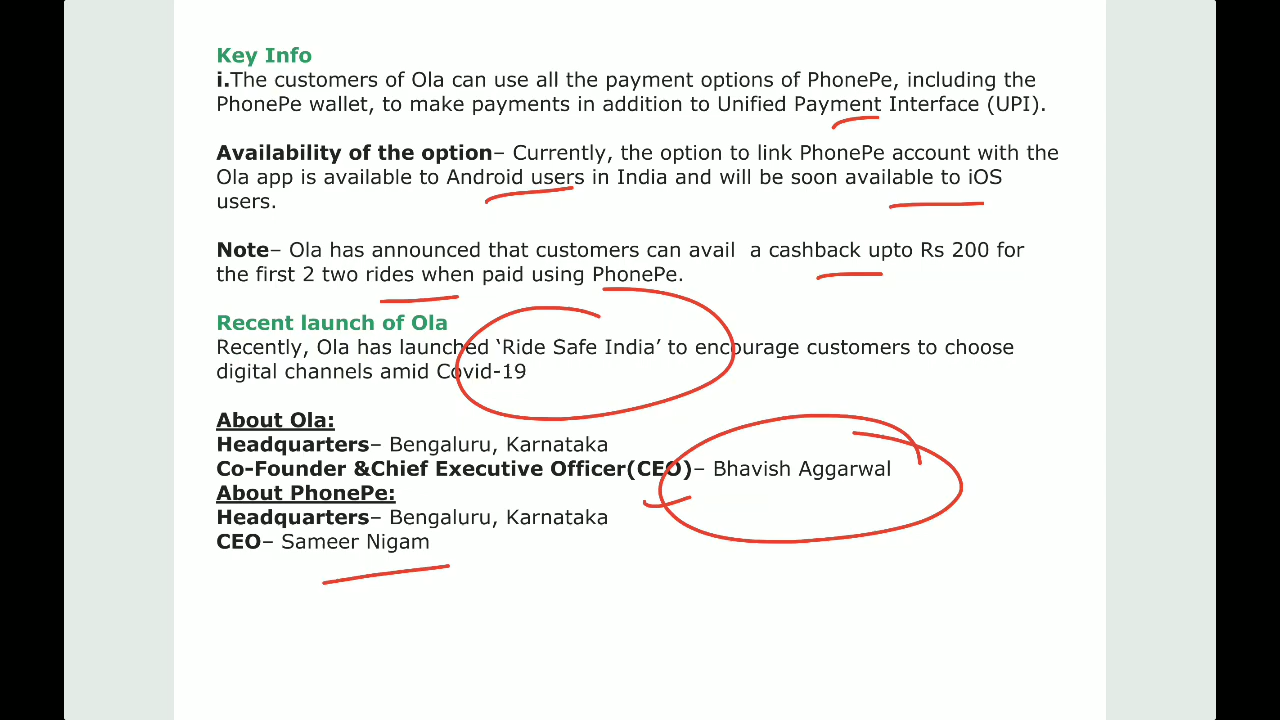 Key Info
i.The customers of Ola can use all the payment options of PhonePe, including the
PhonePe wallet, to make payments in addition to Unified Payment Interface (UPI).
Availability of the option– Currently, the option to link PhonePe account with the
Ola app is available to Android users in India and will be soon available to iOS
users.
Note– Ola has announced that customers can avail  a cashback upto Rs 200 for
the first 2 two rides when paid using PhonePe.
Recent launch of Ola
Recently, Ola has launched ‘Ride Safe India’ to encourage customers to choose
digital channels amid Covid-19
About Ola:
Headquarters– Bengaluru, Karnataka
Co-Founder &Chief Executive Officer(CEO)– Bhavish Aggarwal
About PhonePe:
Headquarters– Bengaluru, Karnataka
CEO– Sameer Nigam